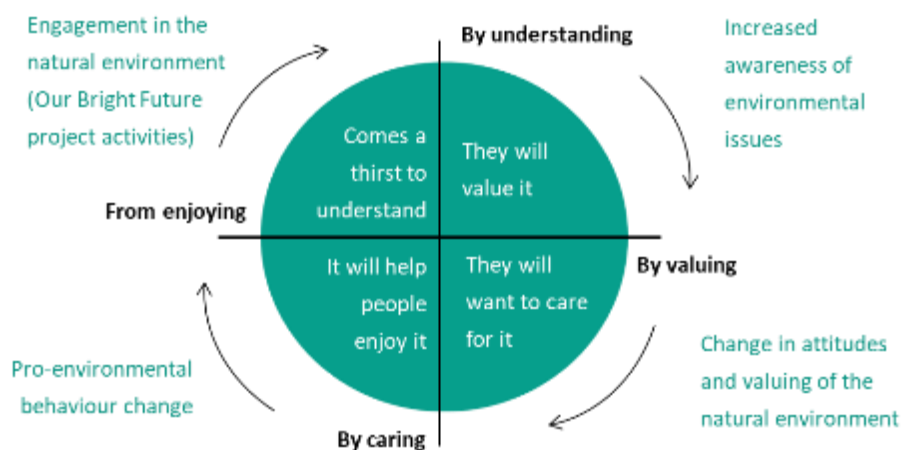 Engagement in the
natural environment
(Our Bright Future
project activities)
By understanding
Increased
awareness of
environmental
issues
Comes a
thirst to
understand
They will
value it
From enjoying
By valuing
It will help
people
enjoy it
They will
want to care
for it
Pro-environmental
behaviour change
Change in attitudes
and valuing of the
natural environment
By caring